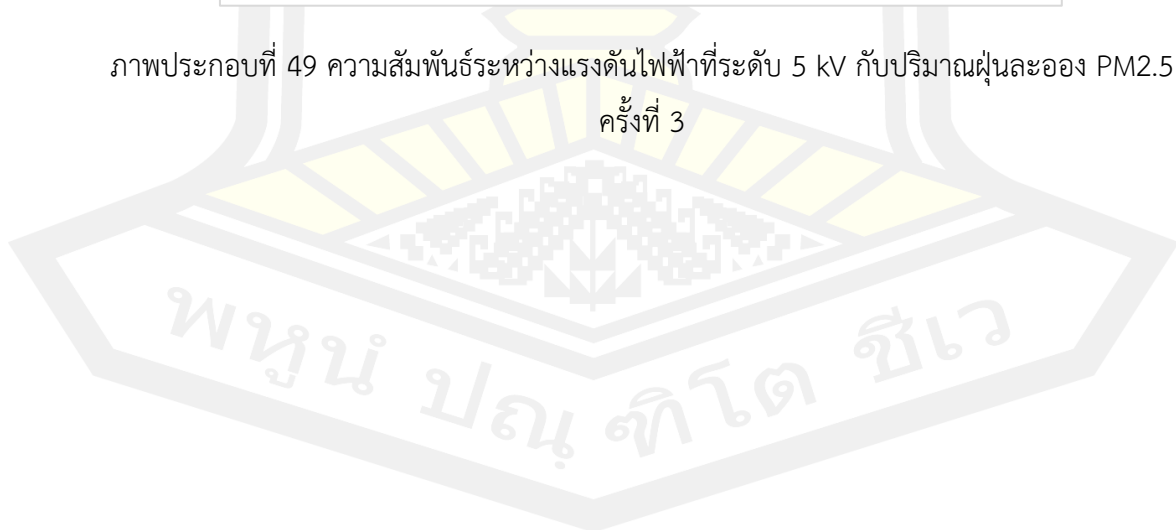 ภาพประกอบที่ 49 ความสัมพันธ์ระหว่างแรงดันไฟฟ้าที่ระดับ 5 kV กับปริมาณฝุ่นละออง PM2.5
ครั้งที่ 3
พหูนํ ปณฺฑิโต ชีเว